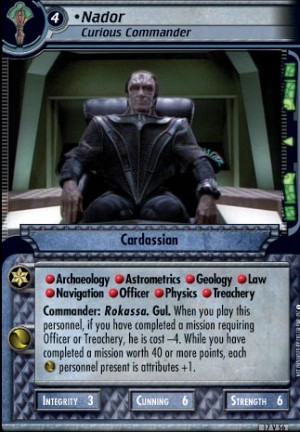 4
•Nador
Curious Commander
Cardassian
Archaeology Astrometrics Geology Law
Navigation Officer Physics Treachery
Commander: Rokassa. Gul. When you play this
personnel, if you have completed a mission requiring
Officer or Treachery, he is cost -4. While you have
completed a mission worth 40 or more points, each
personnel present is attributes +1.
Integrity 3 Cunning 6 Strength 6
17 V 56